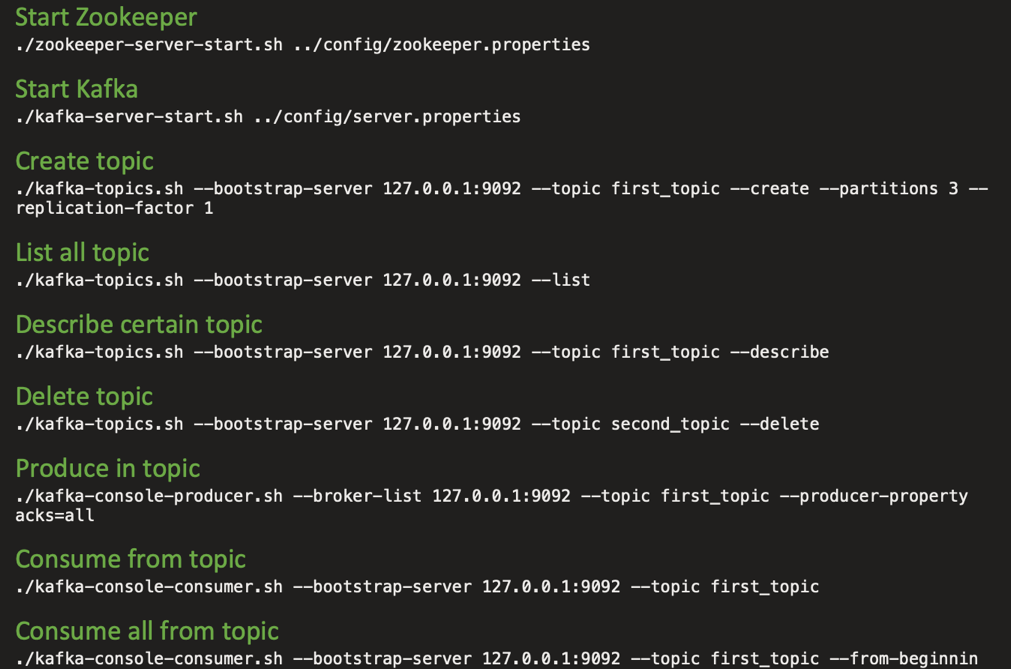 Start Zookeeper
./zookeeper-server-start.sh ../config/zookeeper.properties
Start Kafka
./kafka-server-start.sh ../config/server.properties
Create topic
./kafka-topics.sh --bootstrap-server 127.0.0.1:9092 --topic first_topic --create --partitions 3 --
replication-factor 1
List all topic
./kafka-topics.sh --bootstrap-server 127.0.0.1:9092 --list
Describe certain topic
./kafka-topics.sh --bootstrap-server 127.0.0.1:9092 --topic first_topic --describe
Delete topic
./kafka-topics.sh --bootstrap-server 127.0.0.1:9092 --topic second_topic --delete
Produce in topic
./kafka-console-producer.sh --broker-list 127.0.0.1:9092 --topic first_topic --producer-property
acks=all
Consume from topic
./kafka-console-consumer.sh --bootstrap-server 127.0.0.1:9092 --topic first_topic
Consume all from topic
./kafka-console-consumer.sh --bootstrap-server 127.0.0.1:9092 --topic first_topic --from-beginnin